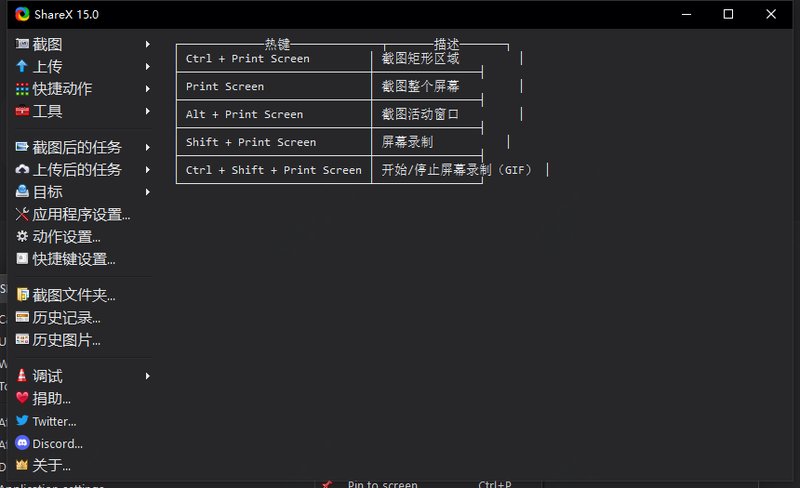 ShareX 15.0
截图
上传
快捷动作
工具
截图后的任务
上传后的任务
目标
应用程序设置...
动作设置...
快捷键设置...
截图文件夹...
历史记录...
历史图片...
调试
捐助...
Twitter...
Discord...
关于...
热键 描述
Ctrl + Print Screen 截图矩形区域
Print Screen 截图整个屏幕
Alt + Print Screen 截图活动窗口
Shift + Print Screen 屏幕录制
Ctrl + Shift + Print Screen 开始/停止屏幕录制（GIF）
Application settings
Pin to screen Ctrl+P